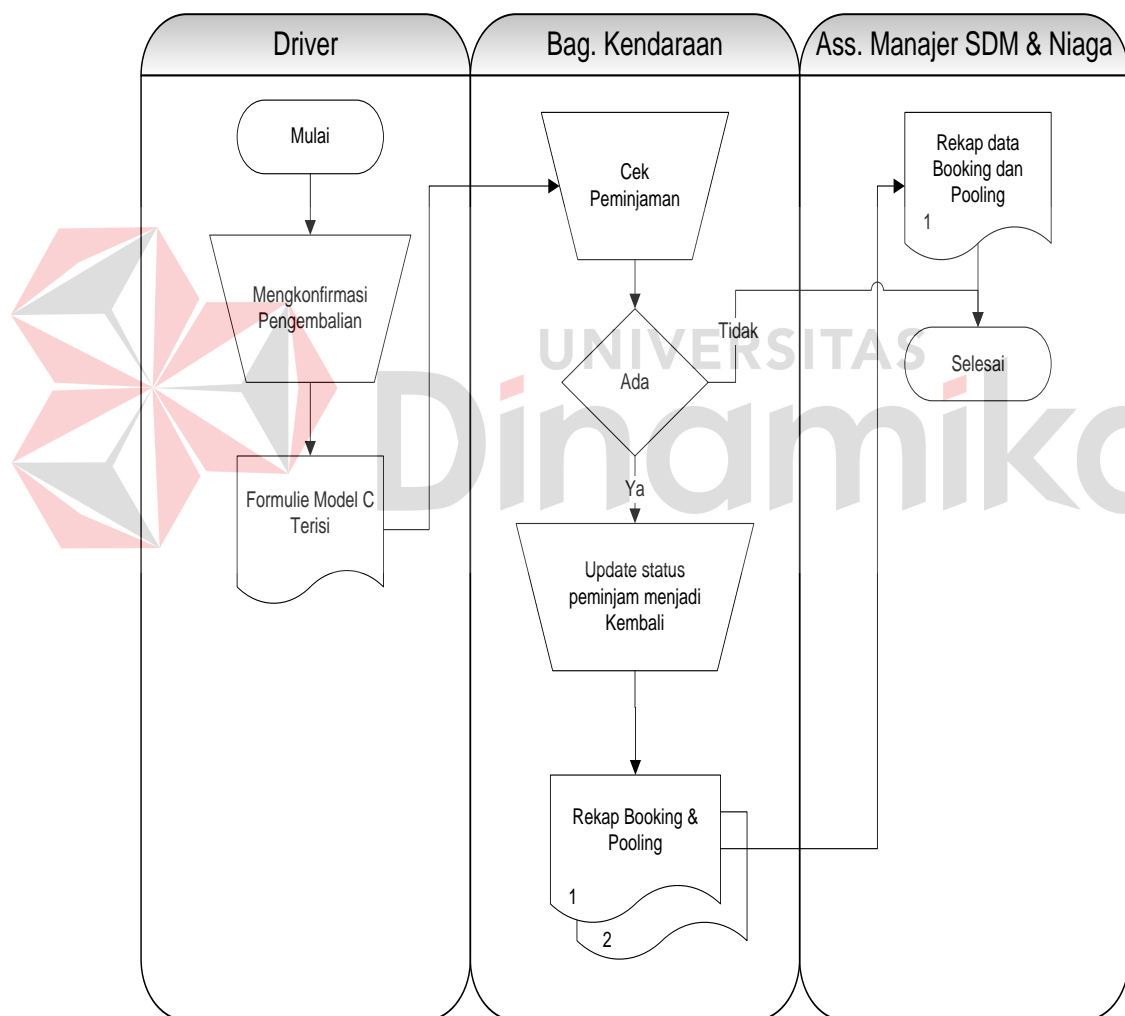 Driver
Bag. Kendaraan
Ass. Manajer SDM & Niaga
Mulai
Mengkonfirmasi
Pengembalian
Formulie Model C
Terisi
Cek
Peminjaman
Ada
Tidak
Ya
Update status
peminjam menjadi
Kembali
Rekap Booking &
Pooling
1
2
Rekap data
Booking dan
Pooling
1
Selesai
UNIVERSITAS
Dinamika